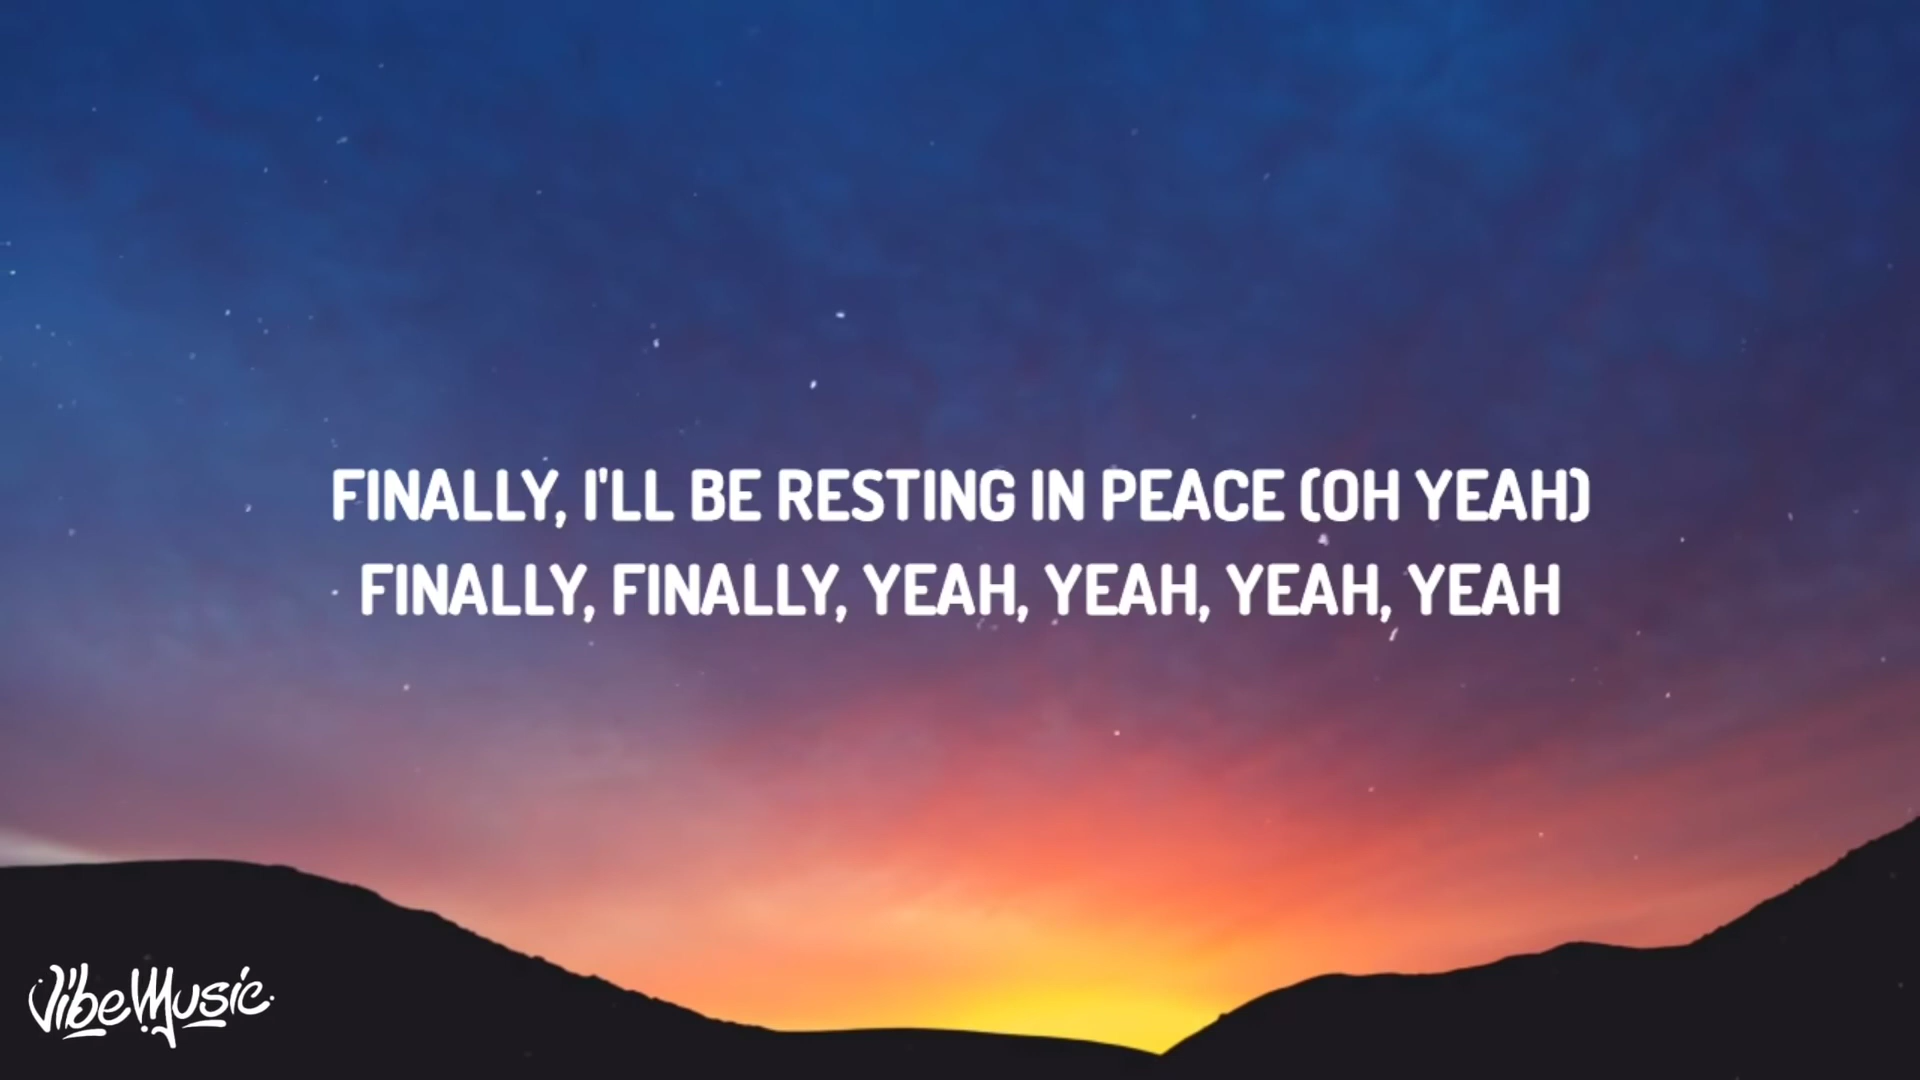 FINALLY, I'LL BE RESTING IN PEACE (OH YEAH)
FINALLY, FINALLY, YEAH, YEAH, YEAH, YEAH
VibeMusic